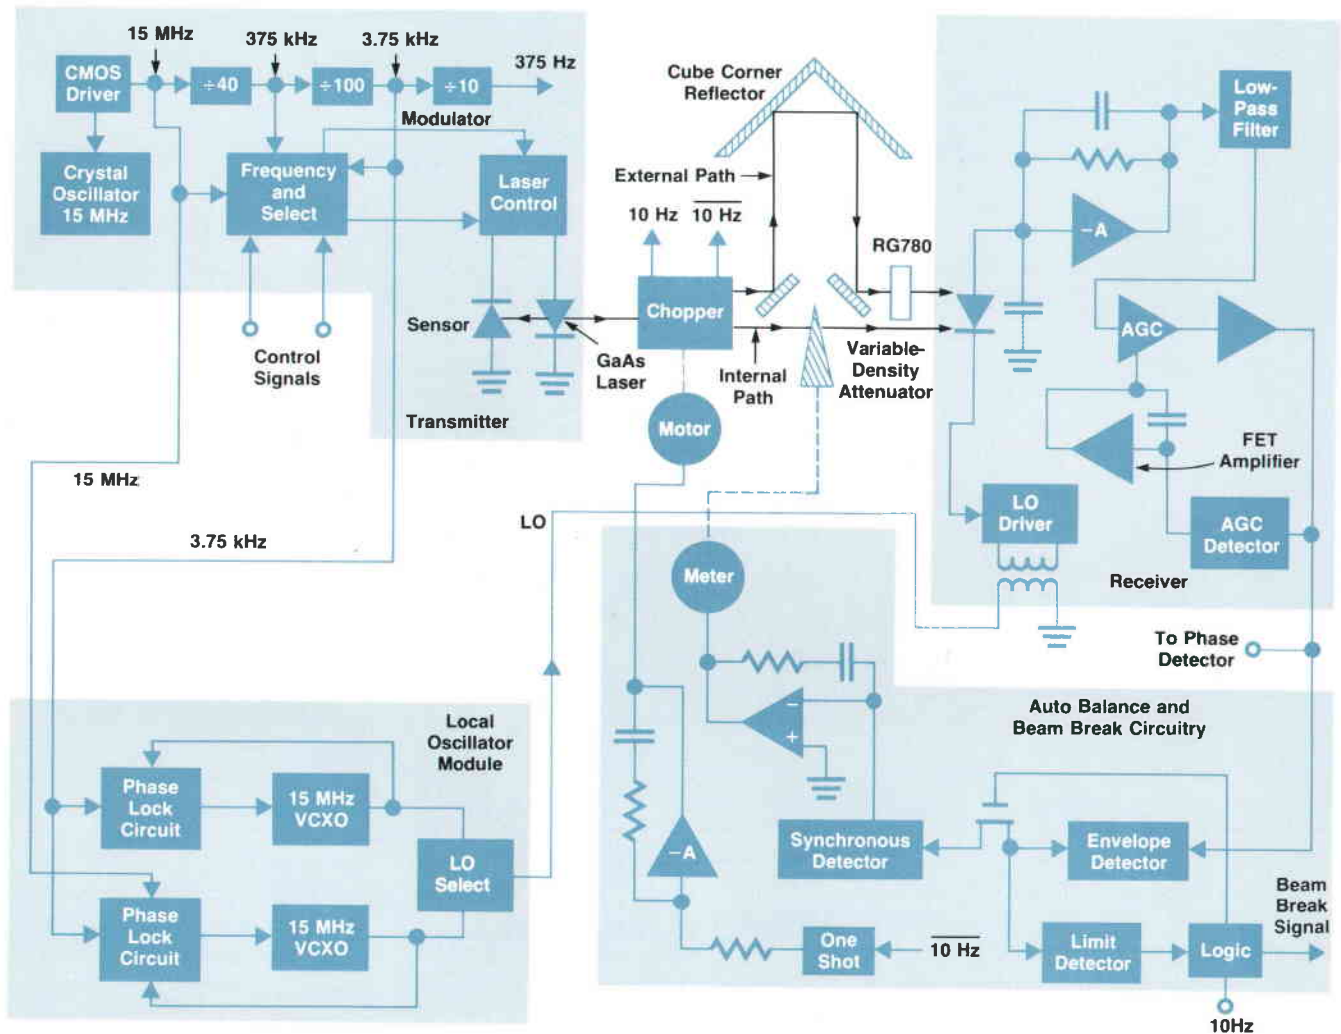 15 MHz
375 kHz
3.75 kHz
375 Hz
CMOS
Driver
÷40
÷100
÷10
Modulator
Crystal
Oscillator
15 MHz
Frequency
and
Select
Laser
Control
Control
Signals
Sensor
GaAs
Laser
Transmitter
Cube Corner
Reflector
External Path
10 Hz
10 Hz
Chopper
RG780
Internal
Path
Variable-
Density
Attenuator
Motor
Low-
Pass
Filter
–A
AGC
FET
Amplifier
LO
Driver
AGC
Detector
Receiver
15 MHz
3.75 kHz
LO
Meter
To Phase
Detector
Auto Balance and
Beam Break Circuitry
–
+
Local
Oscillator
Module
Phase
Lock
Circuit
15 MHz
VCXO
LO
Select
Phase
Lock
Circuit
15 MHz
VCXO
–A
Synchronous
Detector
Envelope
Detector
Beam
Break
Signal
One
Shot
10 Hz
Limit
Detector
Logic
10Hz